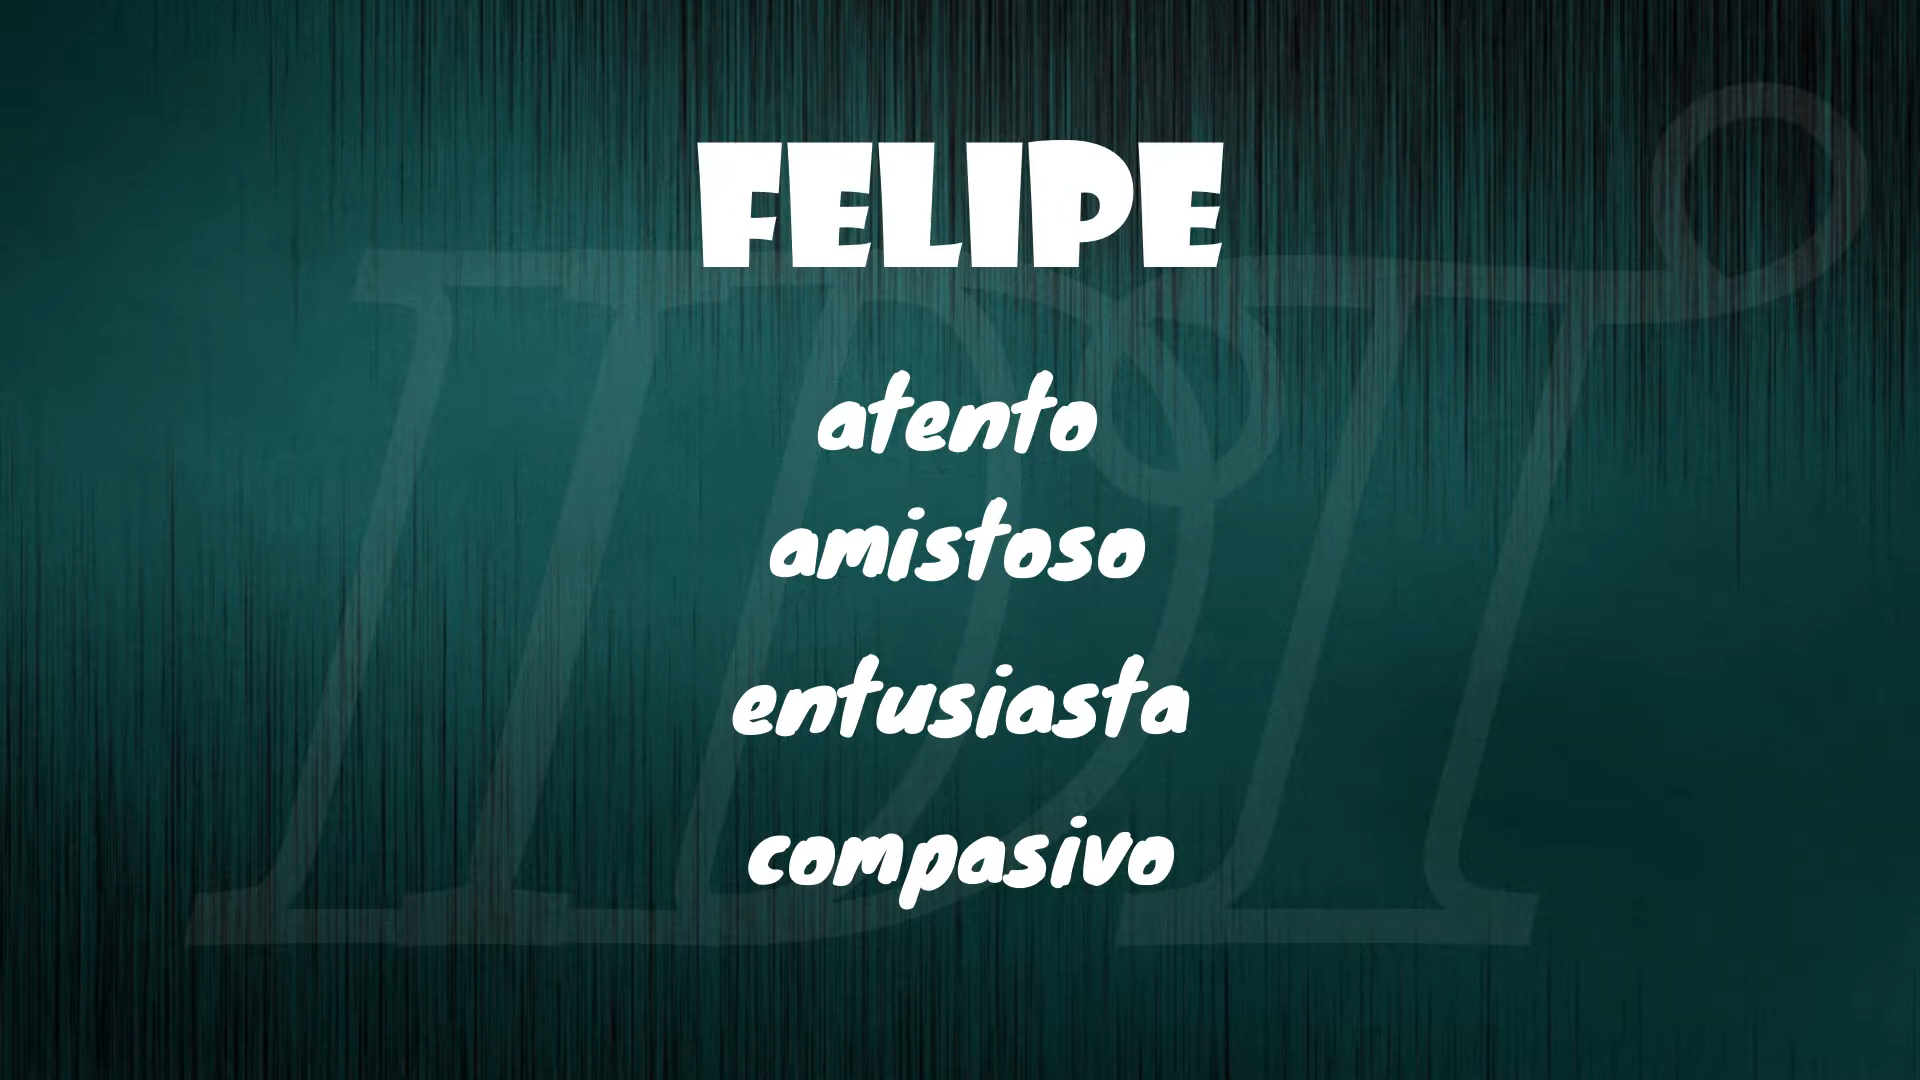 FELIPE
atento
amistoso
entusiasta
compasivo